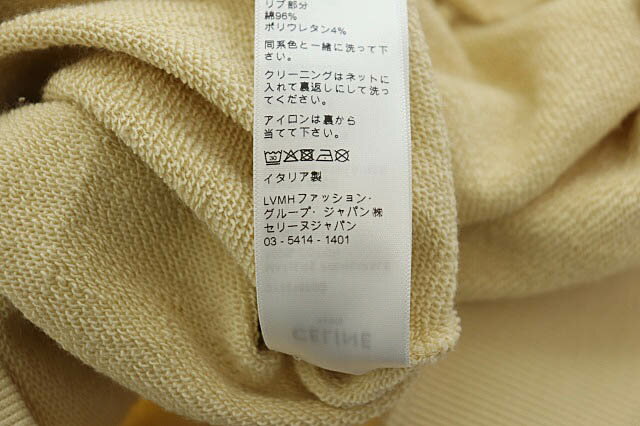 リブ部分
綿96%
ポリウレタン4%
同系色と一緒に洗って下
さい。
クリーニングはネットに
入れて裏返しにして洗っ
てください。
アイロンは裏から
当てて下さい。
30
イタリア製
LVMHファッション・
グループ・ジャパン㈱
セリーヌジャパン
03 - 5414 - 1401
CELINE